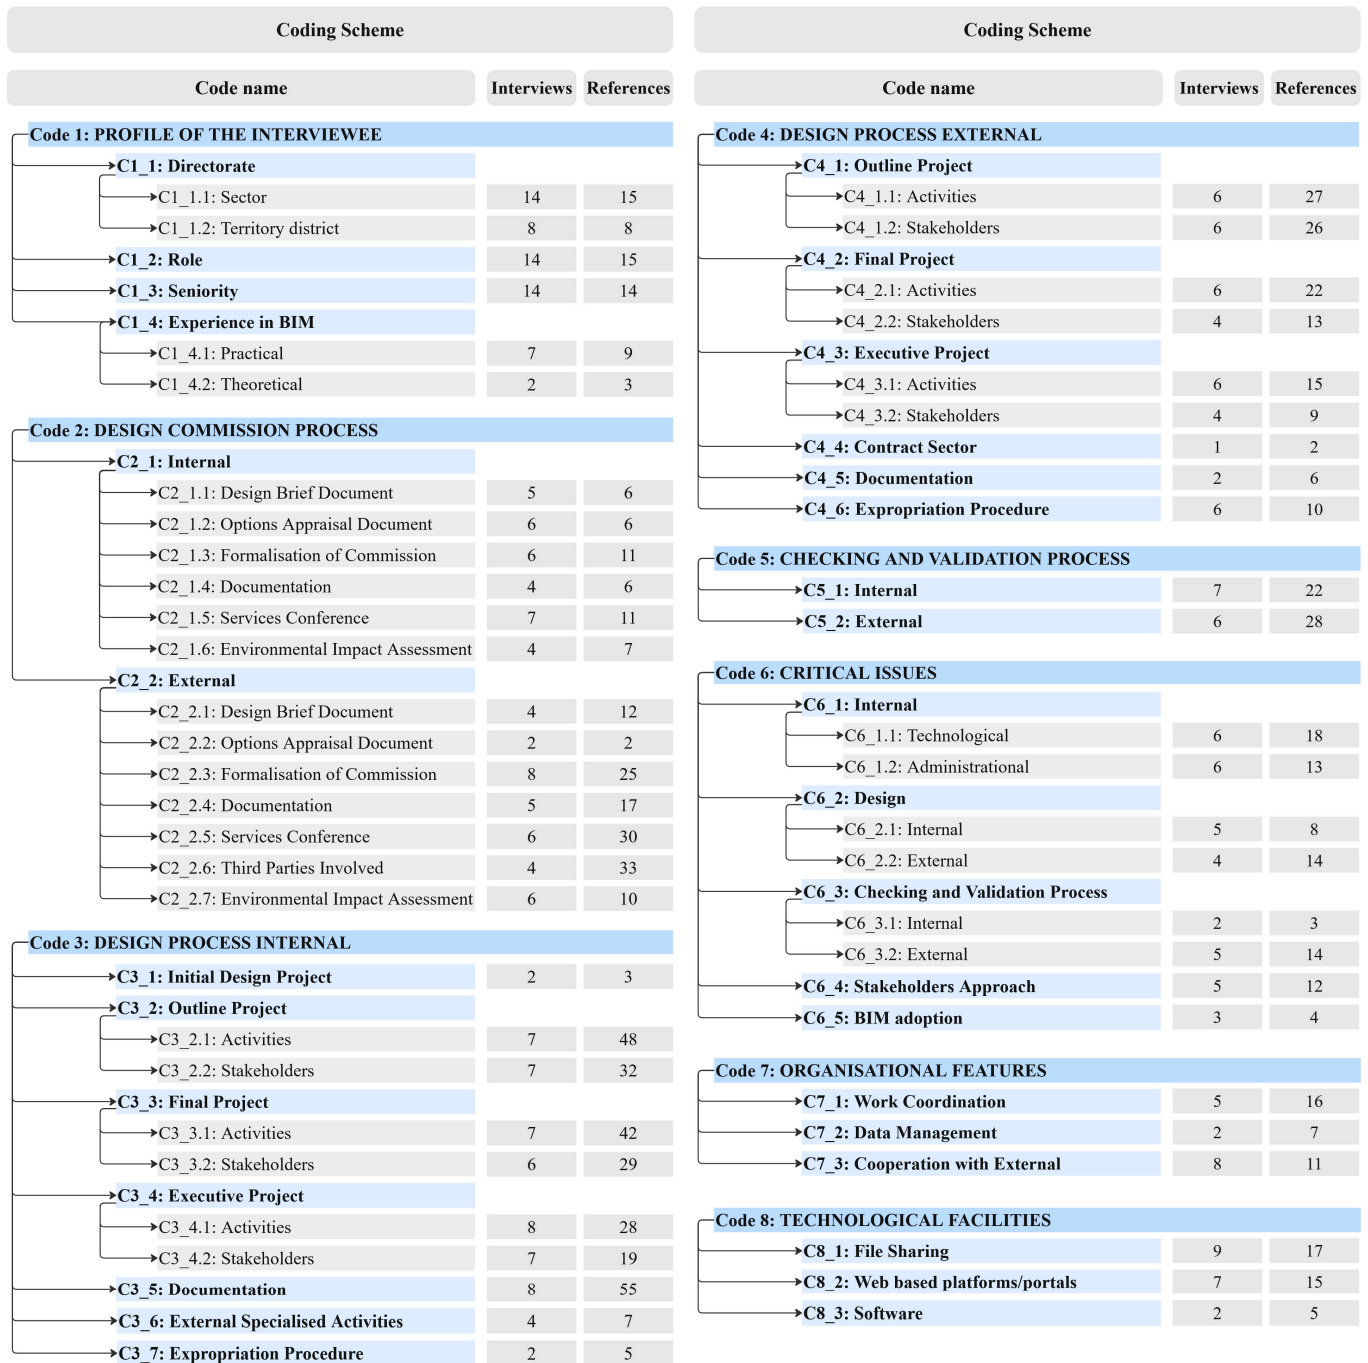 Coding Scheme
Code name Interviews References
Code 1: PROFILE OF THE INTERVIEWEE
C1_1: Directorate
C1_1.1: Sector 14 15
C1_1.2: Territory district 8 8
C1_2: Role 14 15
C1_3: Seniority 14 14
C1_4: Experience in BIM
C1_4.1: Practical 7 9
C1_4.2: Theoretical 2 3
Code 2: DESIGN COMMISSION PROCESS
C2_1: Internal
C2_1.1: Design Brief Document 5 6
C2_1.2: Options Appraisal Document 6 6
C2_1.3: Formalisation of Commission 6 11
C2_1.4: Documentation 4 6
C2_1.5: Services Conference 7 11
C2_1.6: Environmental Impact Assessment 4 7
C2_2: External
C2_2.1: Design Brief Document 4 12
C2_2.2: Options Appraisal Document 2 2
C2_2.3: Formalisation of Commission 8 25
C2_2.4: Documentation 5 17
C2_2.5: Services Conference 6 30
C2_2.6: Third Parties Involved 4 33
C2_2.7: Environmental Impact Assessment 6 10
Code 3: DESIGN PROCESS INTERNAL
C3_1: Initial Design Project 2 3
C3_2: Outline Project
C3_2.1: Activities 7 48
C3_2.2: Stakeholders 7 32
C3_3: Final Project
C3_3.1: Activities 7 42
C3_3.2: Stakeholders 6 29
C3_4: Executive Project
C3_4.1: Activities 8 28
C3_4.2: Stakeholders 7 19
C3_5: Documentation 8 55
C3_6: External Specialised Activities 4 7
C3_7: Expropriation Procedure 2 5
Coding Scheme
Code name Interviews References
Code 4: DESIGN PROCESS EXTERNAL
C4_1: Outline Project
C4_1.1: Activities 6 27
C4_1.2: Stakeholders 6 26
C4_2: Final Project
C4_2.1: Activities 6 22
C4_2.2: Stakeholders 4 13
C4_3: Executive Project
C4_3.1: Activities 6 15
C4_3.2: Stakeholders 4 9
C4_4: Contract Sector 1 2
C4_5: Documentation 2 6
C4_6: Expropriation Procedure 6 10
Code 5: CHECKING AND VALIDATION PROCESS
C5_1: Internal 7 22
C5_2: External 6 28
Code 6: CRITICAL ISSUES
C6_1: Internal
C6_1.1: Technological 6 18
C6_1.2: Administrational 6 13
C6_2: Design
C6_2.1: Internal 5 8
C6_2.2: External 4 14
C6_3: Checking and Validation Process
C6_3.1: Internal 2 3
C6_3.2: External 5 14
C6_4: Stakeholders Approach 5 12
C6_5: BIM adoption 3 4
Code 7: ORGANISATIONAL FEATURES
C7_1: Work Coordination 5 16
C7_2: Data Management 2 7
C7_3: Cooperation with External 8 11
Code 8: TECHNOLOGICAL FACILITIES
C8_1: File Sharing 9 17
C8_2: Web based platforms/portals 7 15
C8_3: Software 2 5